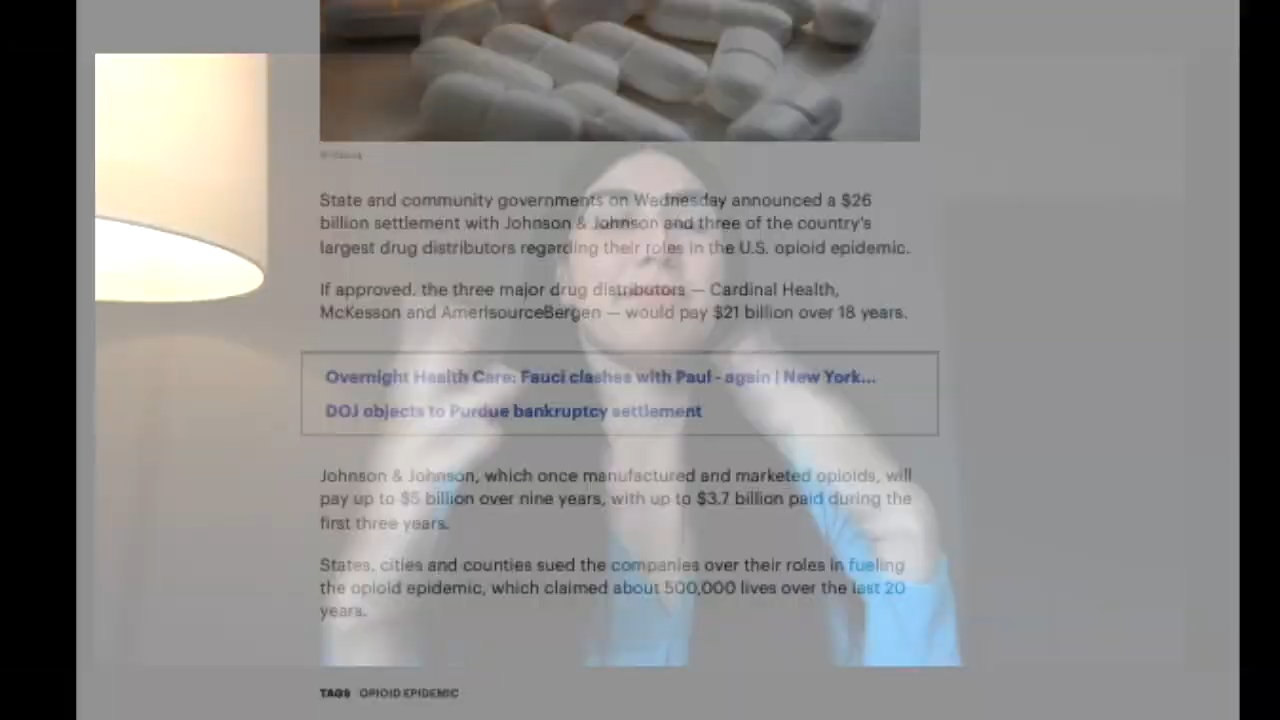 State and community governments on Wednesday announced a $26
billion settlement with Johnson & Johnson and three of the country's
largest drug distributors regarding their roles in the U.S. opioid epidemic.
If approved, the three major drug distributors — Cardinal Health,
McKesson and AmerisourceBergen — would pay $21 billion over 18 years.
Overnight Health Care: Fauci clashes with Paul - again | New York...
DOJ objects to Purdue bankruptcy settlement
Johnson & Johnson, which once manufactured and marketed opioids, will
pay up to $5 billion over nine years, with up to $3.7 billion paid during the
first three years.
States, cities and counties sued the companies over their roles in fueling
the opioid epidemic, which claimed about 500,000 lives over the last 20
years.
TAGS OPIOID EPIDEMIC